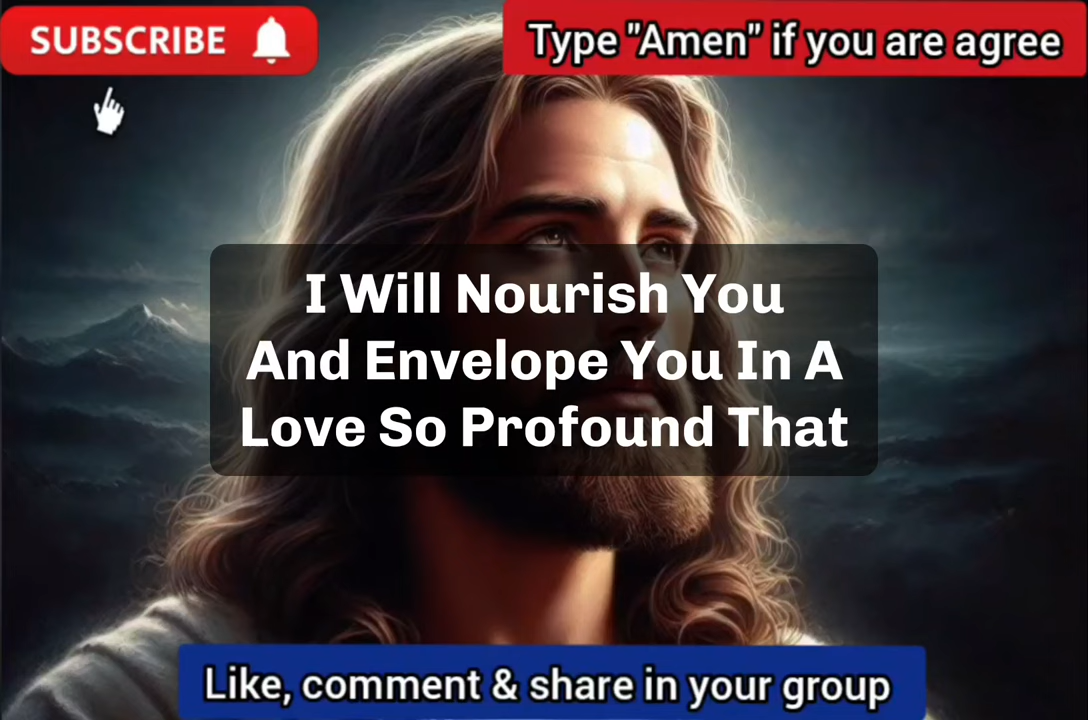 SUBSCRIBE
Type "Amen" if you are agree
I Will Nourish You
And Envelope You In A
Love So Profound That
Like, comment & share in your group